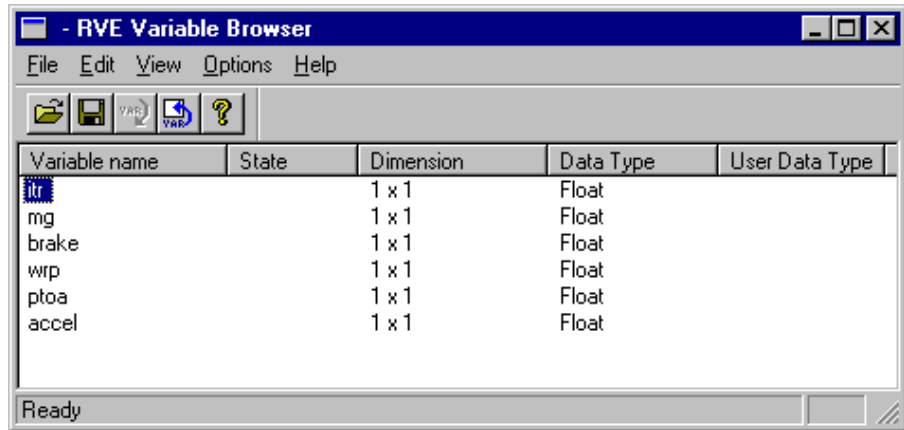 - RVE Variable Browser
File Edit View Options Help
VAR VAR ?
Variable name State Dimension Data Type User Data Type
itr 1 x 1 Float
mg 1 x 1 Float
brake 1 x 1 Float
wrp 1 x 1 Float
ptoa 1 x 1 Float
accel 1 x 1 Float
Ready